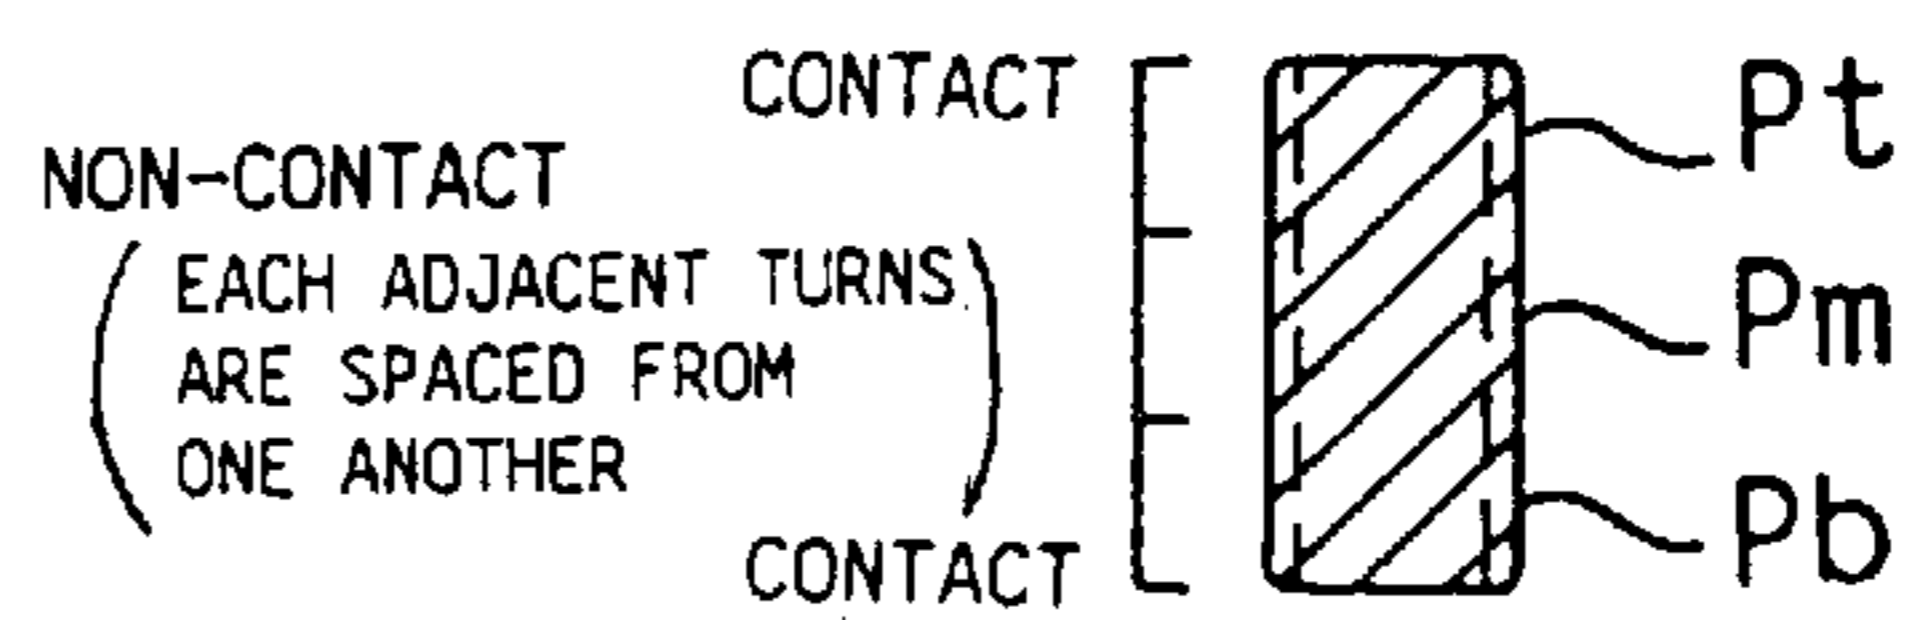 CONTACT
NON-CONTACT
(EACH ADJACENT TURNS
ARE SPACED FROM
ONE ANOTHER)
CONTACT
Pt
Pm
Pb